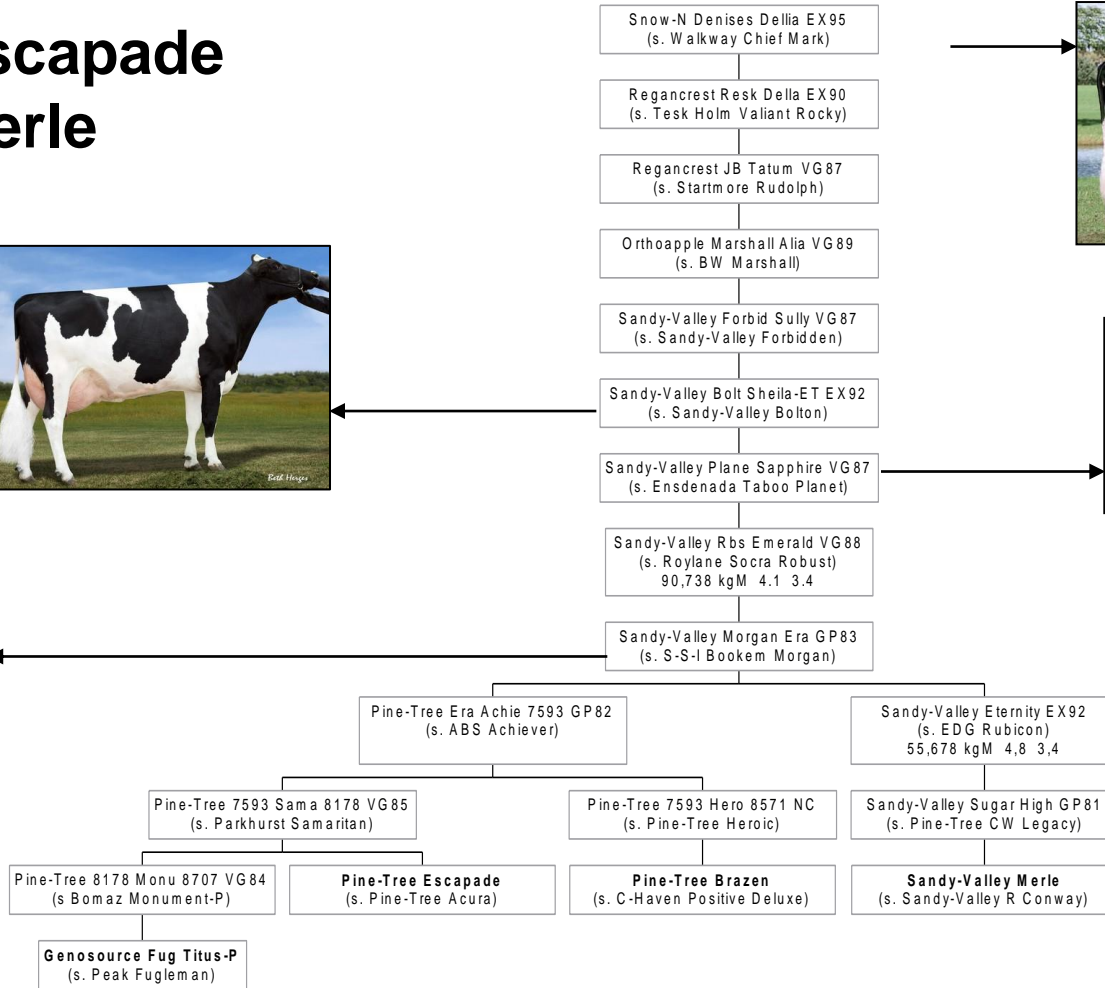 scapade
erle
Snow-N Denises Dellia EX95
(s. Walkway Chief Mark)
Regancrest Resk Della EX90
(s. Tesk Holm Valiant Rocky)
Regancrest JB Tatum VG87
(s. Startmore Rudolph)
Orthoapple Marshall Alia VG89
(s. BW Marshall)
Sandy-Valley Forbid Sully VG87
(s. Sandy-Valley Forbidden)
Sandy-Valley Bolt Sheila-ET EX92
(s. Sandy-Valley Bolton)
Beth Herges
Sandy-Valley Plane Sapphire VG87
(s. Ensdenada Taboo Planet)
Sandy-Valley Rbs Emerald VG88
(s. Roylane Socra Robust)
90,738 kgM 4.1 3.4
Sandy-Valley Morgan Era GP83
(s. S-S-I Bookem Morgan)
Pine-Tree Era Achie 7593 GP82
(s. ABS Achiever)
Sandy-Valley Eternity EX92
(s. EDG Rubicon)
55,678 kgM 4,8 3,4
Pine-Tree 7593 Sama 8178 VG85
(s. Parkhurst Samaritan)
Pine-Tree 7593 Hero 8571 NC
(s. Pine-Tree Heroic)
Sandy-Valley Sugar High GP81
(s. Pine-Tree CW Legacy)
Pine-Tree 8178 Monu 8707 VG84
(s Bomaz Monument-P)
Pine-Tree Escapade
(s. Pine-Tree Acura)
Pine-Tree Brazen
(s. C-Haven Positive Deluxe)
Sandy-Valley Merle
(s. Sandy-Valley R Conway)
Genosource Fug Titus-P
(s. Peak Fugleman)